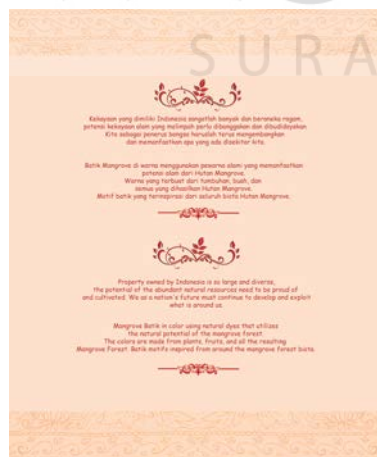 SURA
Kekayaan yang dimiliki Indonesia sangatlah banyak dan beraneka ragam,
potensi kekayaan alam yang melimpah perlu dibanggakan dan dibudidayakan
Kita sebagai penerus bangsa haruslah terus mengembangkan
dan memanfaatkan apa yang ada disekitar kita.
Batik Mangrove di warna menggunakan pewarna alami yang memanfaatkan
potensi alam dari Hutan Mangrove.
Warna yang terbuat dari tumbuhan, buah, dan
semua yang dihasilkan Hutan Mangrove.
Motif batik yang terinspirasi dari seluruh biota Hutan Mangrove.
Property owned by Indonesia is so large and diverse,
the potential of the abundant natural resources need to be proud of
and cultivated. We as a nation's future must continue to develop and exploit
what is around us.
Mangrove Batik in color using natural dyes that utilizes
the natural potential of the mangrove forest.
The colors are made from plants, fruits, and all the resulting
Mangrove Forest. Batik motifs inspired from around the mangrove forest biota.